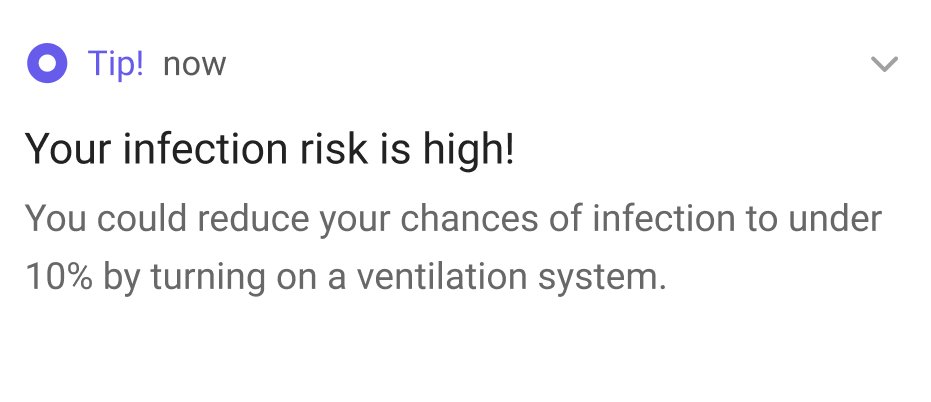 Tip! now
Your infection risk is high!
You could reduce your chances of infection to under
10% by turning on a ventilation system.